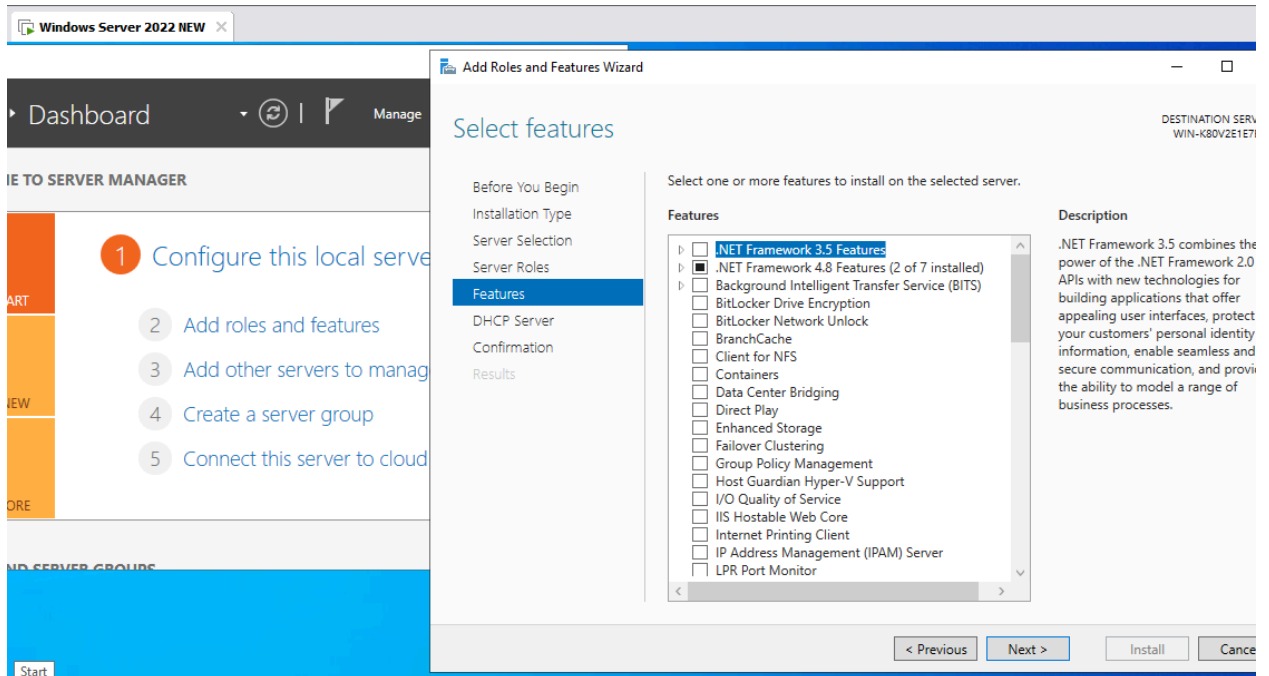 Windows Server 2022 NEW
Add Roles and Features Wizard
Dashboard
Manage
Select features
DESTINATION SERV
WIN-K80V2E1E7
E TO SERVER MANAGER
Before You Begin
Installation Type
Server Selection
Server Roles
Features
DHCP Server
Confirmation
Results
Select one or more features to install on the selected server.
Features
.NET Framework 3.5 Features
.NET Framework 4.8 Features (2 of 7 installed)
Background Intelligent Transfer Service (BITS)
BitLocker Drive Encryption
BitLocker Network Unlock
BranchCache
Client for NFS
Containers
Data Center Bridging
Direct Play
Enhanced Storage
Failover Clustering
Group Policy Management
Host Guardian Hyper-V Support
I/O Quality of Service
IIS Hostable Web Core
Internet Printing Client
IP Address Management (IPAM) Server
LPR Port Monitor
Description
.NET Framework 3.5 combines the
power of the .NET Framework 2.0
APIs with new technologies for
building applications that offer
appealing user interfaces, protect
your customers' personal identity
information, enable seamless and
secure communication, and provi
the ability to model a range of
business processes.
1 Configure this local serve
2 Add roles and features
3 Add other servers to manag
4 Create a server group
5 Connect this server to cloud
ART
EW
ORE
ND SERVER GROUPS
< Previous
Next >
Install
Cance
Start